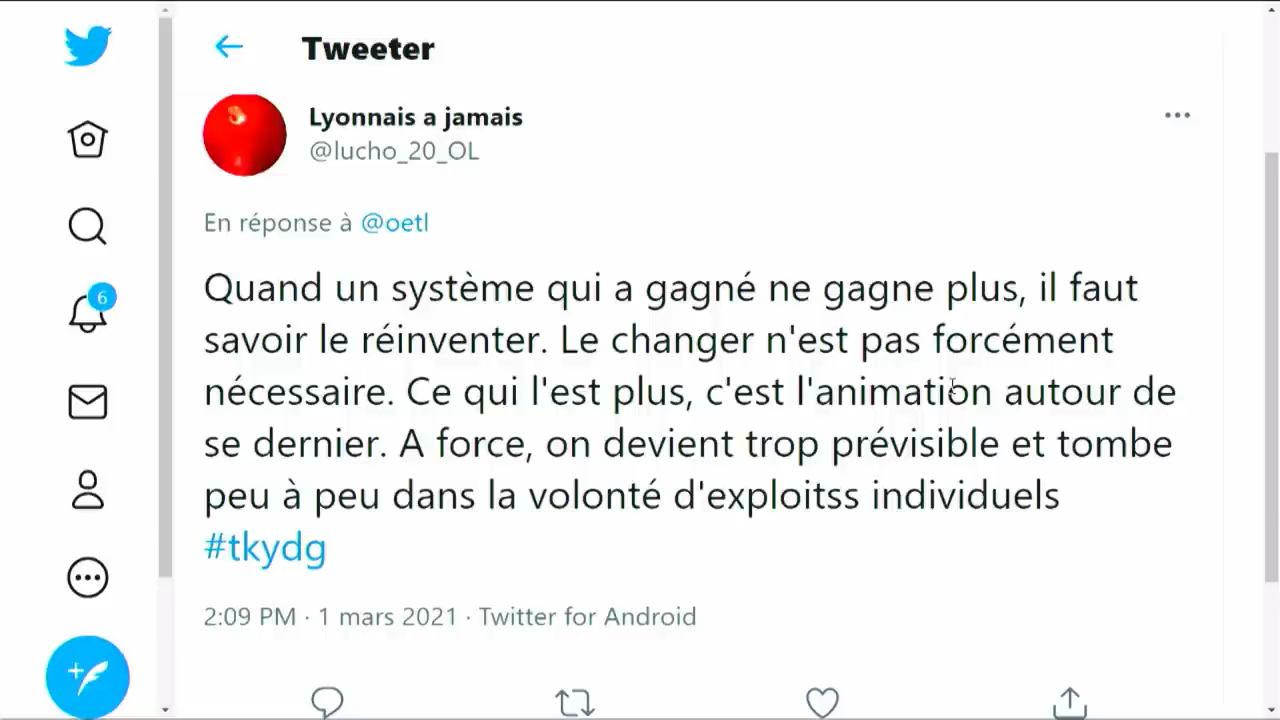 Tweeter
Lyonnais a jamais
@lucho_20_OL
En réponse à @oetl
6
Quand un système qui a gagné ne gagne plus, il faut
savoir le réinventer. Le changer n'est pas forcément
nécessaire. Ce qui l'est plus, c'est l'animation autour de
se dernier. A force, on devient trop prévisible et tombe
peu à peu dans la volonté d'exploitss individuels
#tkydg
2:09 PM · 1 mars 2021 · Twitter for Android